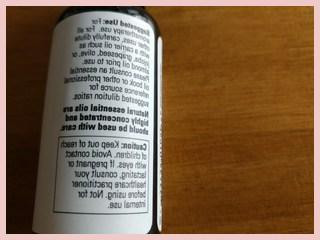 Suggested Use: For
aromatherapy use. For all
other uses, carefully dilute
with a carrier oil such as
jojoba, grapeseed, olive, or
almond oil prior to use.
Please consult an essential
oil book or other professional
reference source for
suggested dilution ratios.
Natural essential oils are
highly concentrated and
should be used with care.
Caution: Keep out of reach
of children. Avoid contact
with eyes. If pregnant or
lactating, consult your
healthcare practitioner
before using. Not for
internal use.